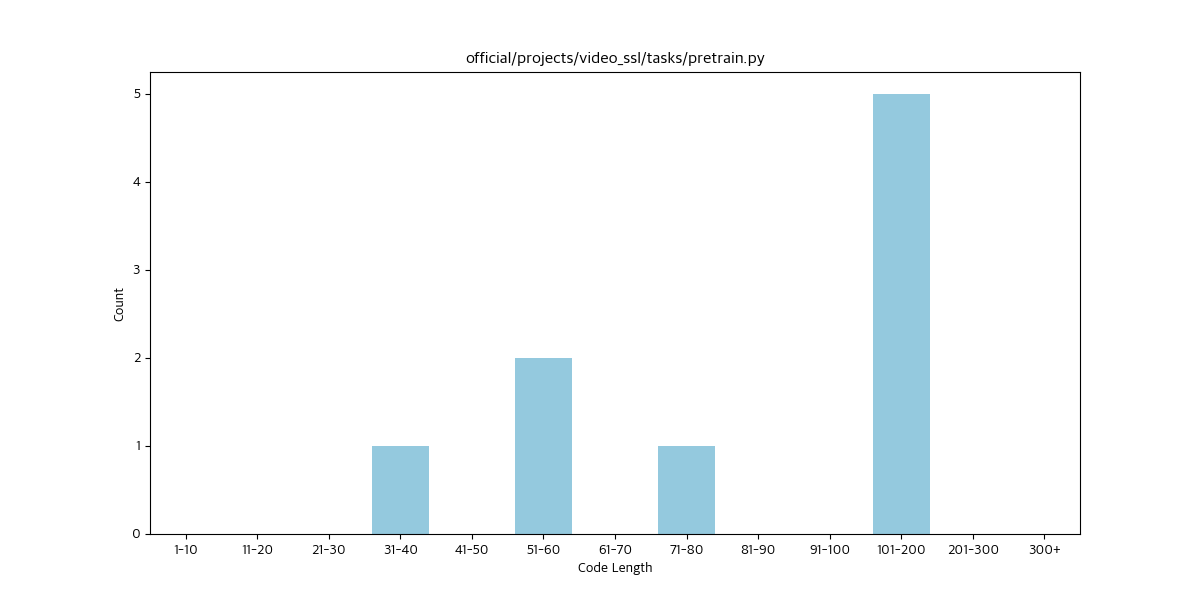 official/projects/video_ssl/tasks/pretrain.py
5
4
3
2
1
0
Count
1-10 11-20 21-30 31-40 41-50 51-60 61-70 71-80 81-90 91-100 101-200 201-300 300+
Code Length